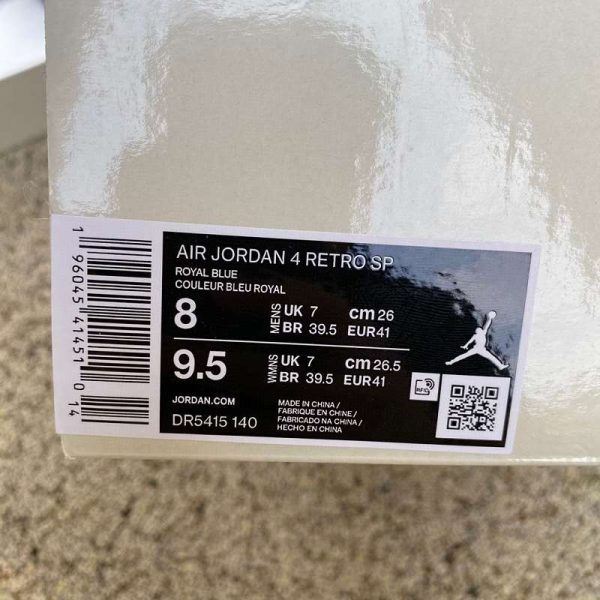 AIR JORDAN 4 RETRO SP
ROYAL BLUE
COULEUR BLEU ROYAL
8 MENS UK 7 cm 26
BR 39.5 EUR 41
9.5 WMNS UK 7 cm 26.5
BR 39.5 EUR 41
JORDAN.COM
DR5415 140
MADE IN CHINA /
FABRIQUE EN CHINE /
FABRICADO NA CHINA /
HECHO EN CHINA
RFID
1 96045 41451 0 14